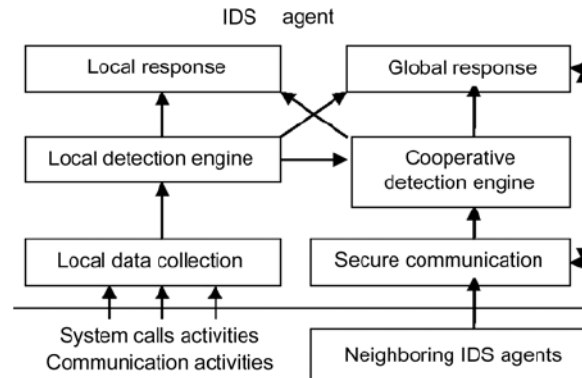 IDS agent
Local response
Global response
Local detection engine
Cooperative
detection engine
Local data collection
Secure communication
System calls activities
Communication activities
Neighboring IDS agents